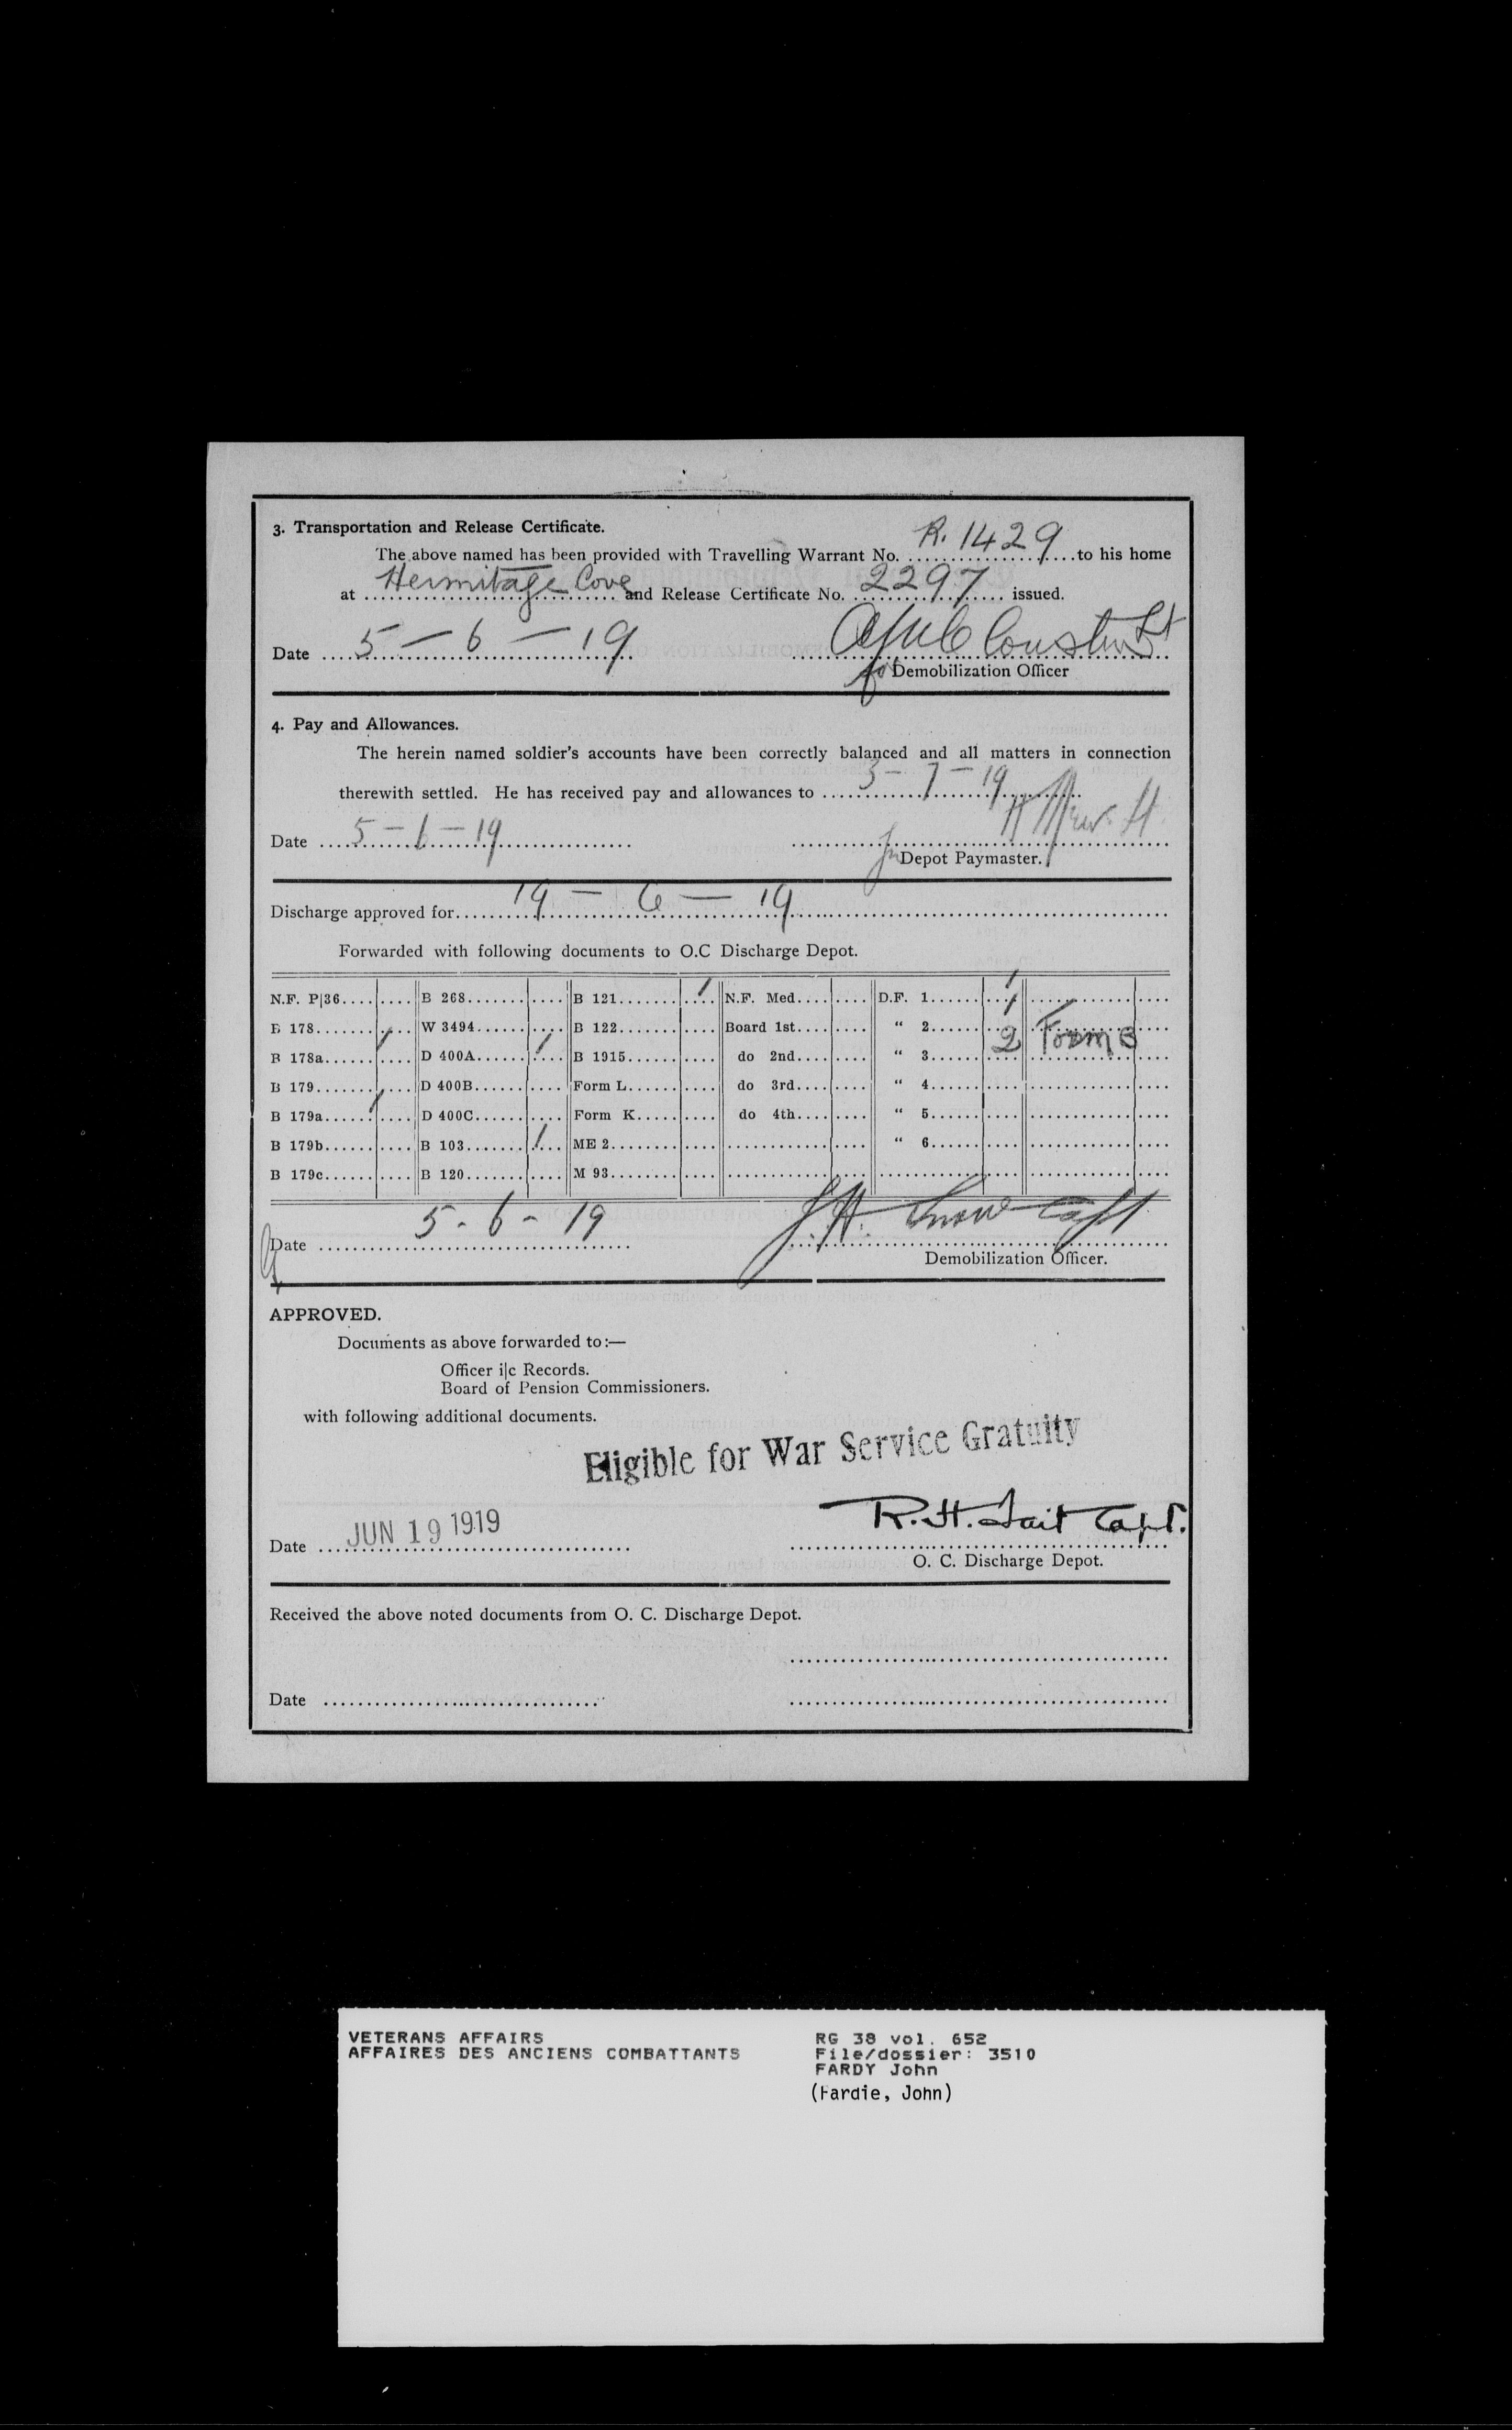 3. Transportation and Release Certificate.
The above named has been provided with Travelling Warrant No. R. 1429 to his home
at Hermitage Cove and Release Certificate No. 2297 issued.
Date 5 - 6 - 19
for Demobilization Officer
4. Pay and Allowances.
The herein named soldier's accounts have been correctly balanced and all matters in connection
therewith settled. He has received pay and allowances to 3 - 7 - 19
Date 5 - 6 - 19
for Depot Paymaster.
Discharge approved for 19 - 6 - 19
Forwarded with following documents to O.C Discharge Depot.
N.F. P|36 B 268 B 121 1 N.F. Med. D.F. 1 1
B 178 W 3494 B 122 Board 1st " 2 1
B 178a 1 D 400A 1 B 1915 do 2nd " 3 2 Form B
B 179 D 400B Form L do 3rd " 4
B 179a 1 D 400C Form K do 4th " 5
B 179b B 103 1 ME 2 " 6
B 179c B 120 M 93
Date 5 - 6 - 19 Snow Capt
Demobilization Officer.
APPROVED.
Documents as above forwarded to:—
Officer i|c Records.
Board of Pension Commissioners.
with following additional documents.
Eligible for War Service Gratuity
Date JUN 19 1919 R. H. Tait Capt.
O. C. Discharge Depot.
Received the above noted documents from O. C. Discharge Depot.
Date
VETERANS AFFAIRS RG 38 vol. 652
AFFAIRES DES ANCIENS COMBATTANTS File/dossier: 3510
FARDY John
(Fardie, John)